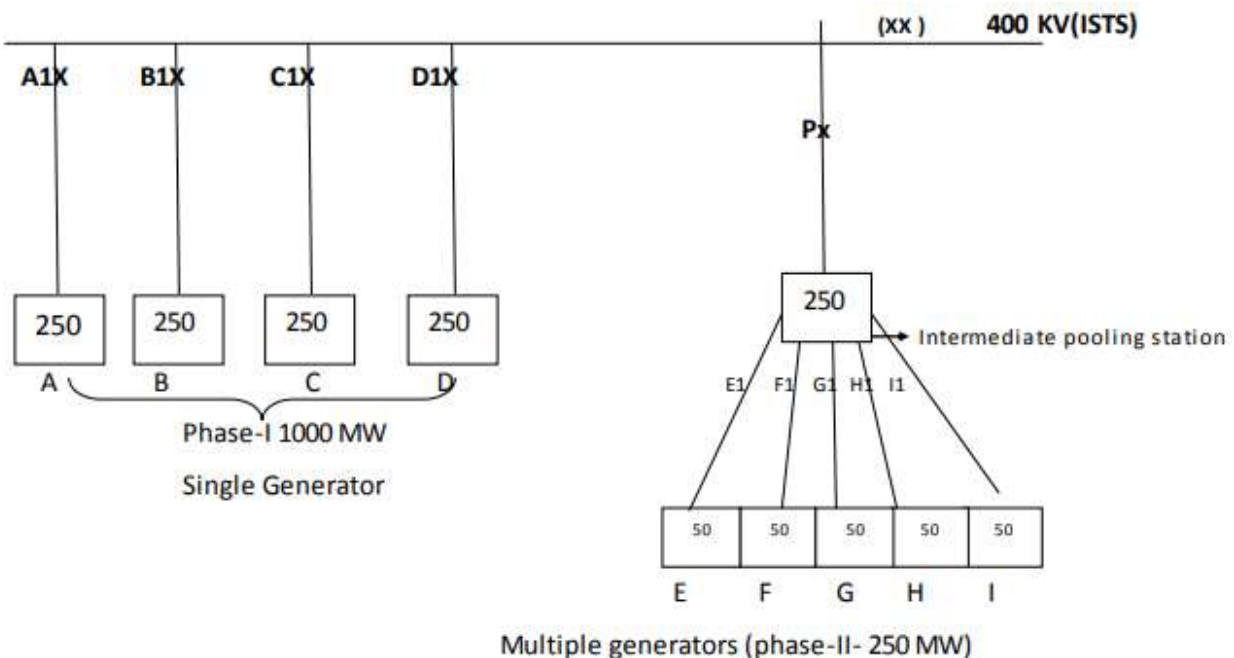 (XX ) 400 KV(ISTS)
A1X B1X C1X D1X
Px
250 250 250 250 250
Intermediate pooling station
A B C D
E1 F1 G1 H1 I1
Phase-I 1000 MW
Single Generator
50 50 50 50 50
E F G H I
Multiple generators (phase-II- 250 MW)